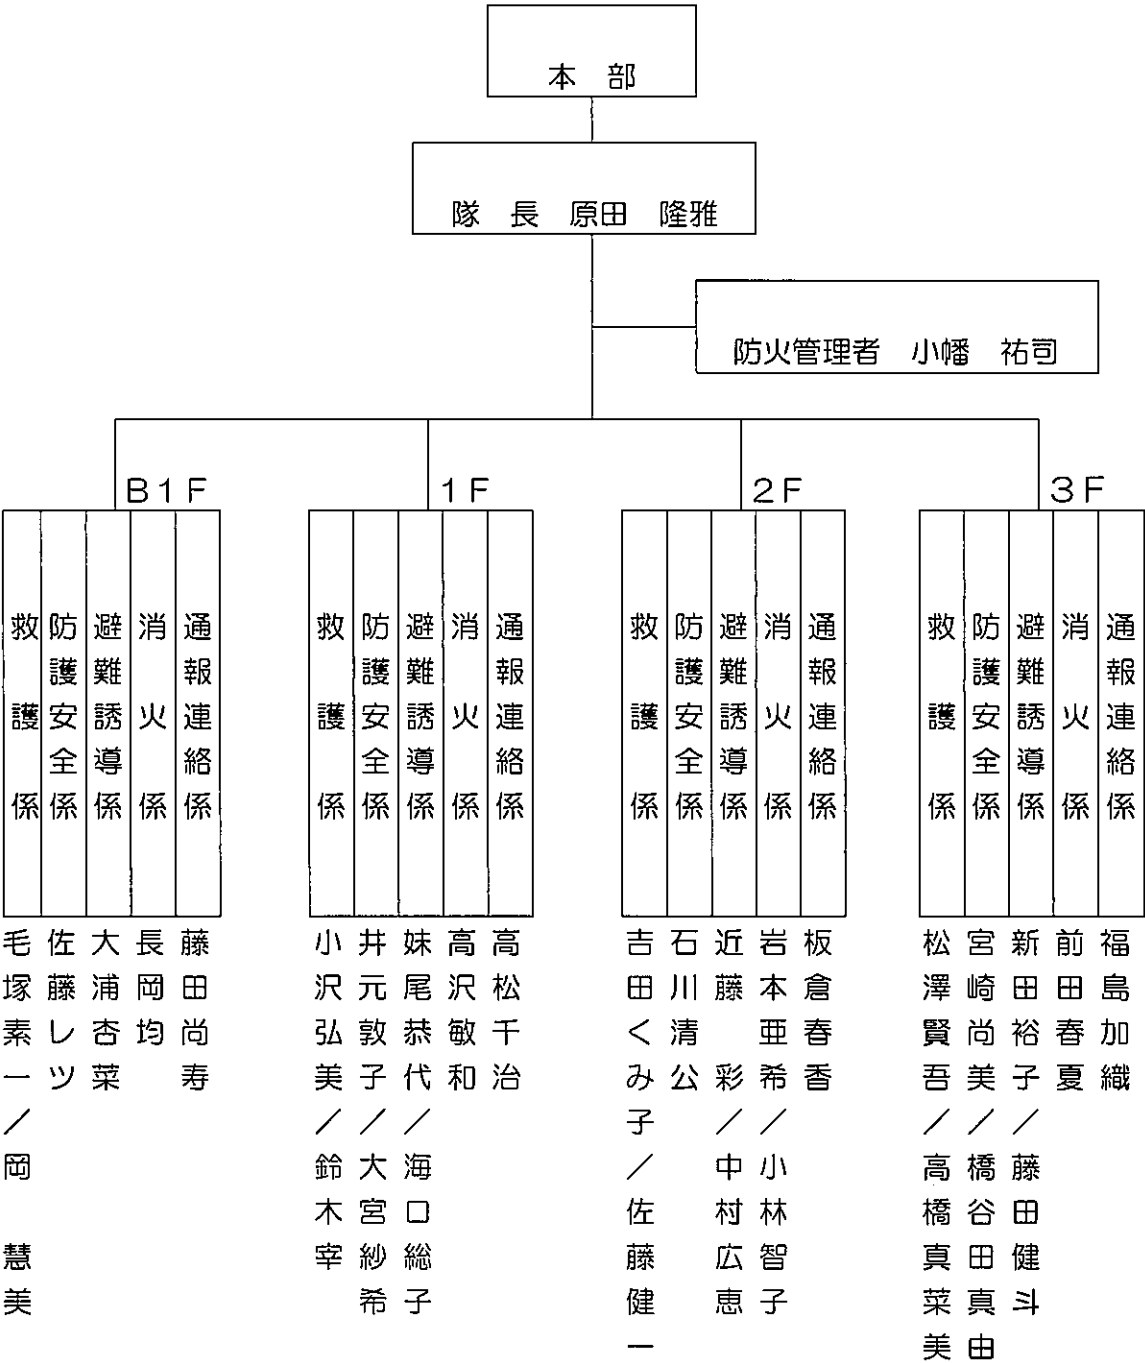 本　部
隊　長　原田　隆雅
防火管理者　小幡　祐司
B1F
通報連絡係
藤田尚寿
消火係
長岡均
避難誘導係
大浦杏菜
防護安全係
佐藤レツ
救護係
毛塚素一／岡　慧美
1F
通報連絡係
高松千治
消火係
高沢敏和
避難誘導係
妹尾恭代／海口総子
防護安全係
井元敦子／大宮紗希
救護係
小沢弘美／鈴木宰
2F
通報連絡係
板倉春香
消火係
岩本亜希／小林智子
避難誘導係
近藤　彩／中村広恵
防護安全係
石川清公
救護係
吉田くみ子／佐藤健一
3F
通報連絡係
福島加織
消火係
前田春夏
避難誘導係
新田裕子／藤田健斗
防護安全係
宮崎尚美／橋谷田真由
救護係
松澤賢吾／高橋真菜美